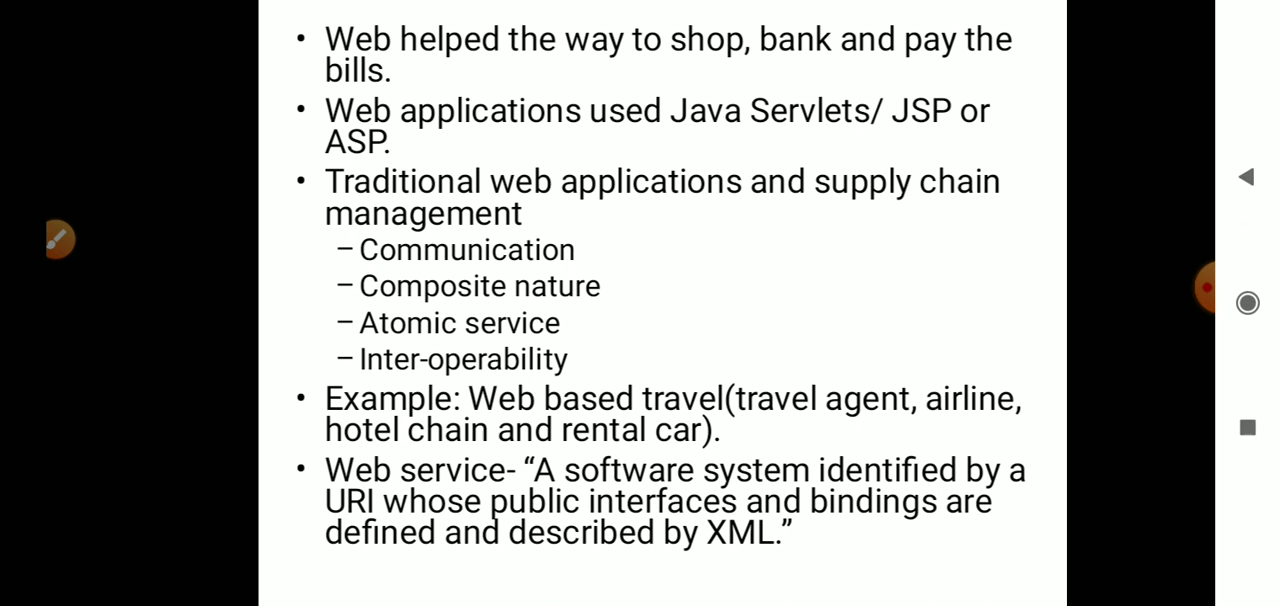 • Web helped the way to shop, bank and pay the
bills.
• Web applications used Java Servlets/ JSP or
ASP.
• Traditional web applications and supply chain
management
– Communication
– Composite nature
– Atomic service
– Inter-operability
• Example: Web based travel(travel agent, airline,
hotel chain and rental car).
• Web service- “A software system identified by a
URI whose public interfaces and bindings are
defined and described by XML.”